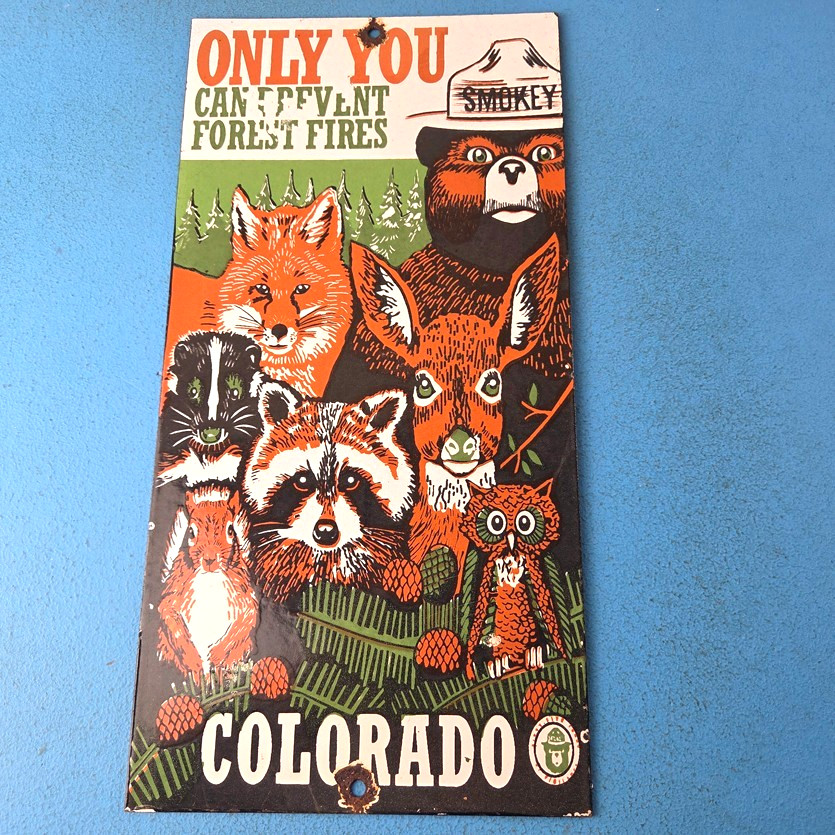 ONLY YOU
CAN PREVENT
FOREST FIRES
SMOKEY
COLORADO